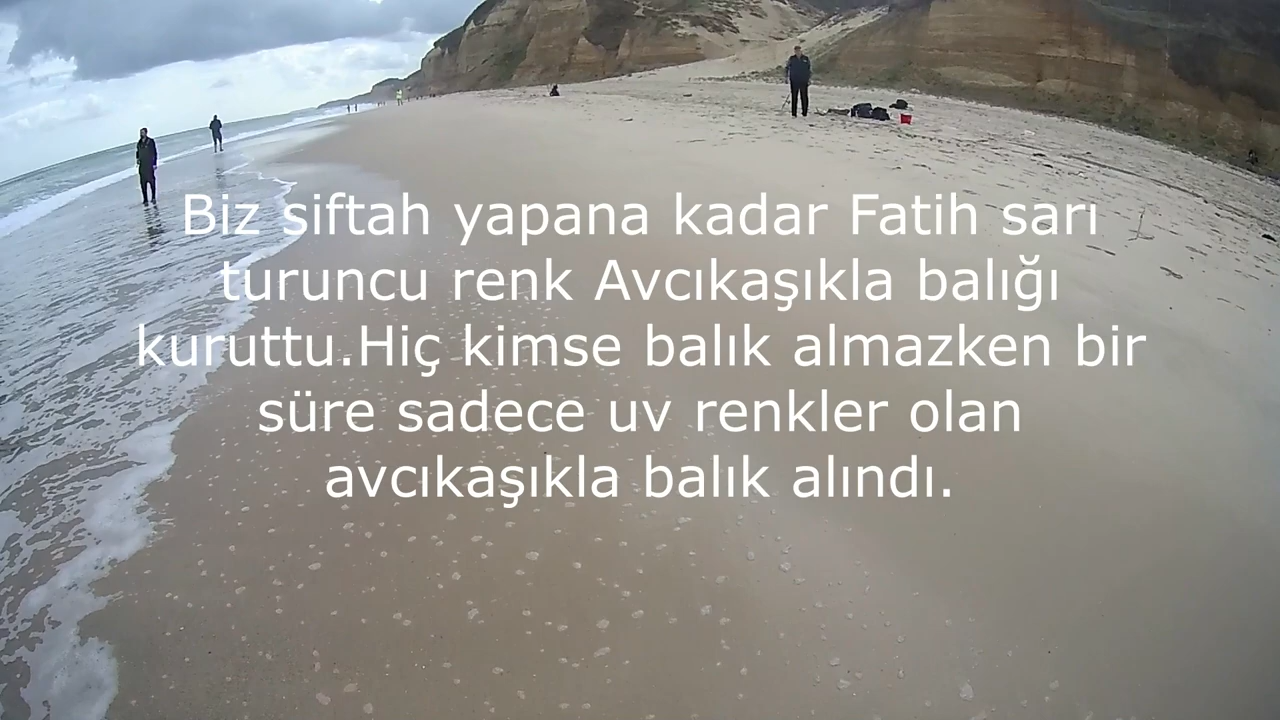 Biz siftah yapana kadar Fatih sarı
turuncu renk Avcıkaşıkla balığı
kuruttu.Hiç kimse balık almazken bir
süre sadece uv renkler olan
avcıkaşıkla balık alındı.